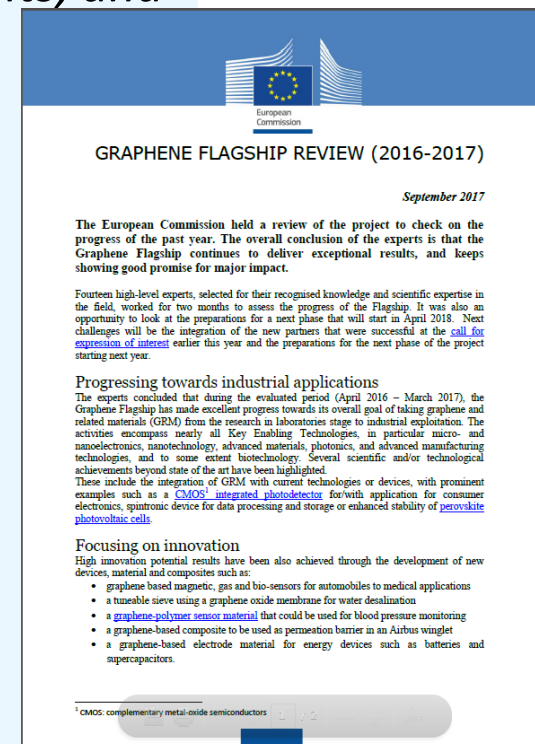 and
European
Commission
GRAPHENE FLAGSHIP REVIEW (2016-2017)
September 2017
The European Commission held a review of the project to check on the
progress of the past year. The overall conclusion of the experts is that the
Graphene Flagship continues to deliver exceptional results, and keeps
showing good promise for major impact.
Fourteen high-level experts, selected for their recognised knowledge and scientific expertise in
the field, worked for two months to assess the progress of the Flagship. It was also an
opportunity to look at the preparations for a next phase that will start in April 2018. Next
challenges will be the integration of the new partners that were successful at the call for
expression of interest earlier this year and the preparations for the next phase of the project
starting next year.
Progressing towards industrial applications
The experts concluded that during the evaluated period (April 2016 – March 2017), the
Graphene Flagship has made excellent progress towards its overall goal of taking graphene and
related materials (GRM) from the research in laboratories stage to industrial exploitation. The
activities encompass nearly all Key Enabling Technologies, in particular micro- and
nanoelectronics, nanotechnology, advanced materials, photonics, and advanced manufacturing
technologies, and to some extent biotechnology. Several scientific and/or technological
achievements beyond state of the art have been highlighted.
These include the integration of GRM with current technologies or devices, with prominent
examples such as a CMOS¹ integrated photodetector for/with application for consumer
electronics, spintronic device for data processing and storage or enhanced stability of perovskite
photovoltaic cells.
Focusing on innovation
High innovation potential results have been also achieved through the development of new
devices, material and composites such as:
• graphene based magnetic, gas and bio-sensors for automobiles to medical applications
• a tuneable sieve using a graphene oxide membrane for water desalination
• a graphene-polymer sensor material that could be used for blood pressure monitoring
• a graphene-based composite to be used as permeation barrier in an Airbus winglet
• a graphene-based electrode material for energy devices such as batteries and
supercapacitors.
¹ CMOS: complementary metal-oxide semiconductors
1 / 2